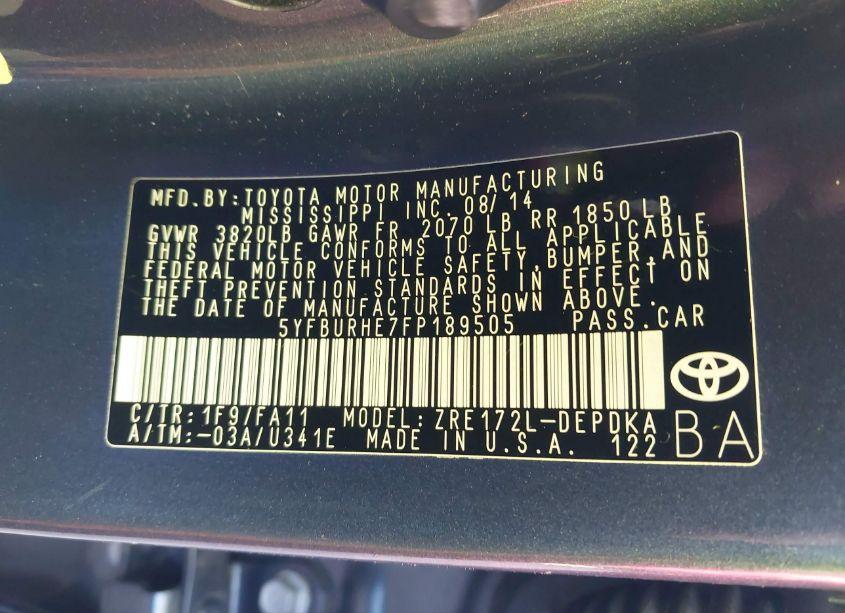 MFD.BY:TOYOTA MOTOR MANUFACTURING
MISSISSIPPI INC. 08/14
GVWR 3820LB GAWR FR 2070 LB RR 1850 LB
THIS VEHICLE CONFORMS TO ALL APPLICABLE
FEDERAL MOTOR VEHICLE SAFETY,BUMPER,AND
THEFT PREVENTION STANDARDS IN EFFECT ON
THE DATE OF MANUFACTURE SHOWN ABOVE.
5YFBURHE7FP189505 PASS.CAR
C/TR:1F9/FA11 MODEL:ZRE172L-DEPDKA
A/TM:-03A/U341E MADE IN U.S.A. 122
BA